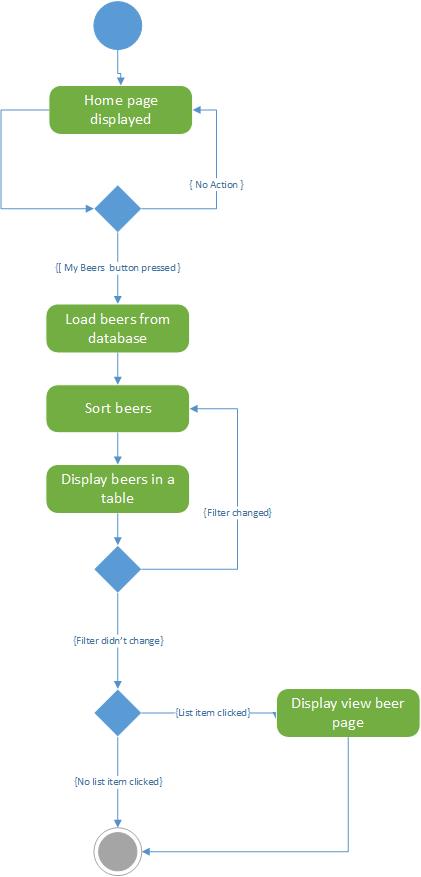 Home page
displayed
{ No Action }
{[ My Beers button pressed }
Load beers from
database
Sort beers
Display beers in a
table
{Filter changed}
{Filter didn't change}
{List item clicked}
Display view beer
page
{No list item clicked}